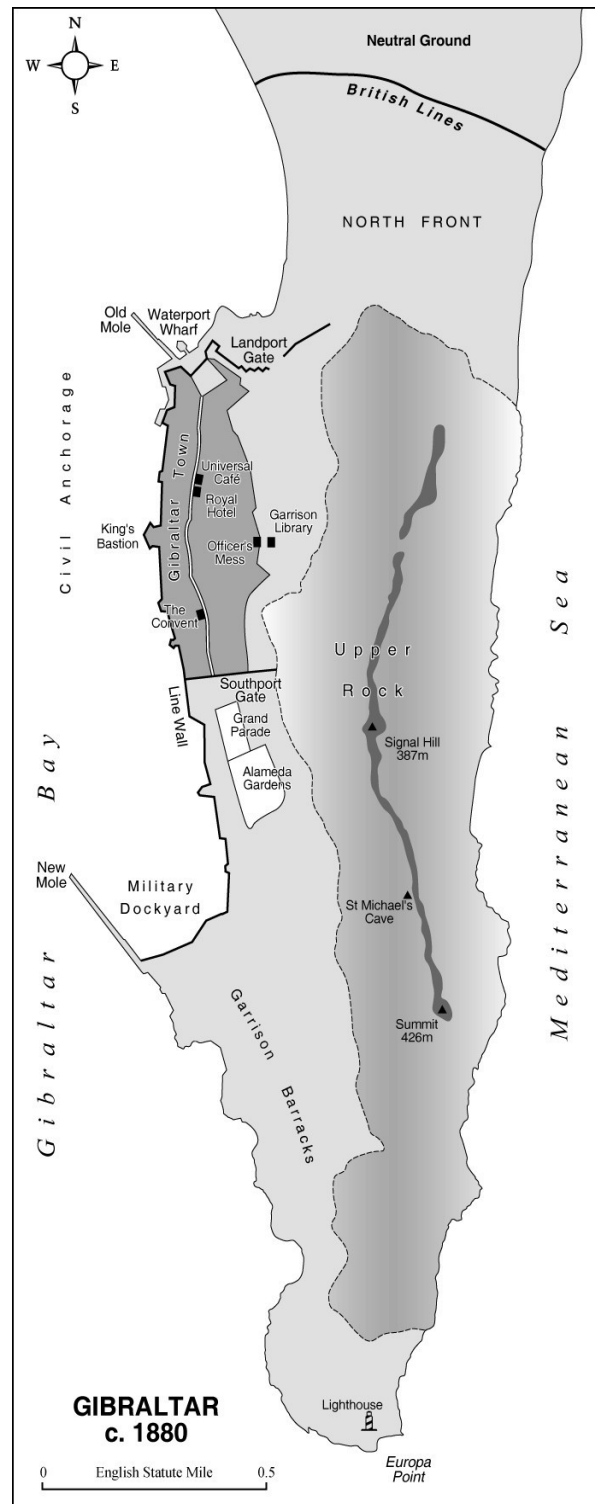 N
W E
S
Neutral Ground
British Lines
NORTH FRONT
Old
Mole
Waterport
Wharf
Landport
Gate
Civil Anchorage
Gibraltar Town
Universal
Café
Royal
Hotel
King's
Bastion
Officer's
Mess
Garrison
Library
The
Convent
Upper
Rock
Southport
Gate
Line Wall
Grand
Parade
Signal Hill
387m
Alameda
Gardens
New
Mole
Military
Dockyard
St Michael's
Cave
Garrison Barracks
Summit
426m
Gibraltar Bay
Mediterranean Sea
Lighthouse
Europa
Point
GIBRALTAR
c. 1880
0 English Statute Mile 0.5